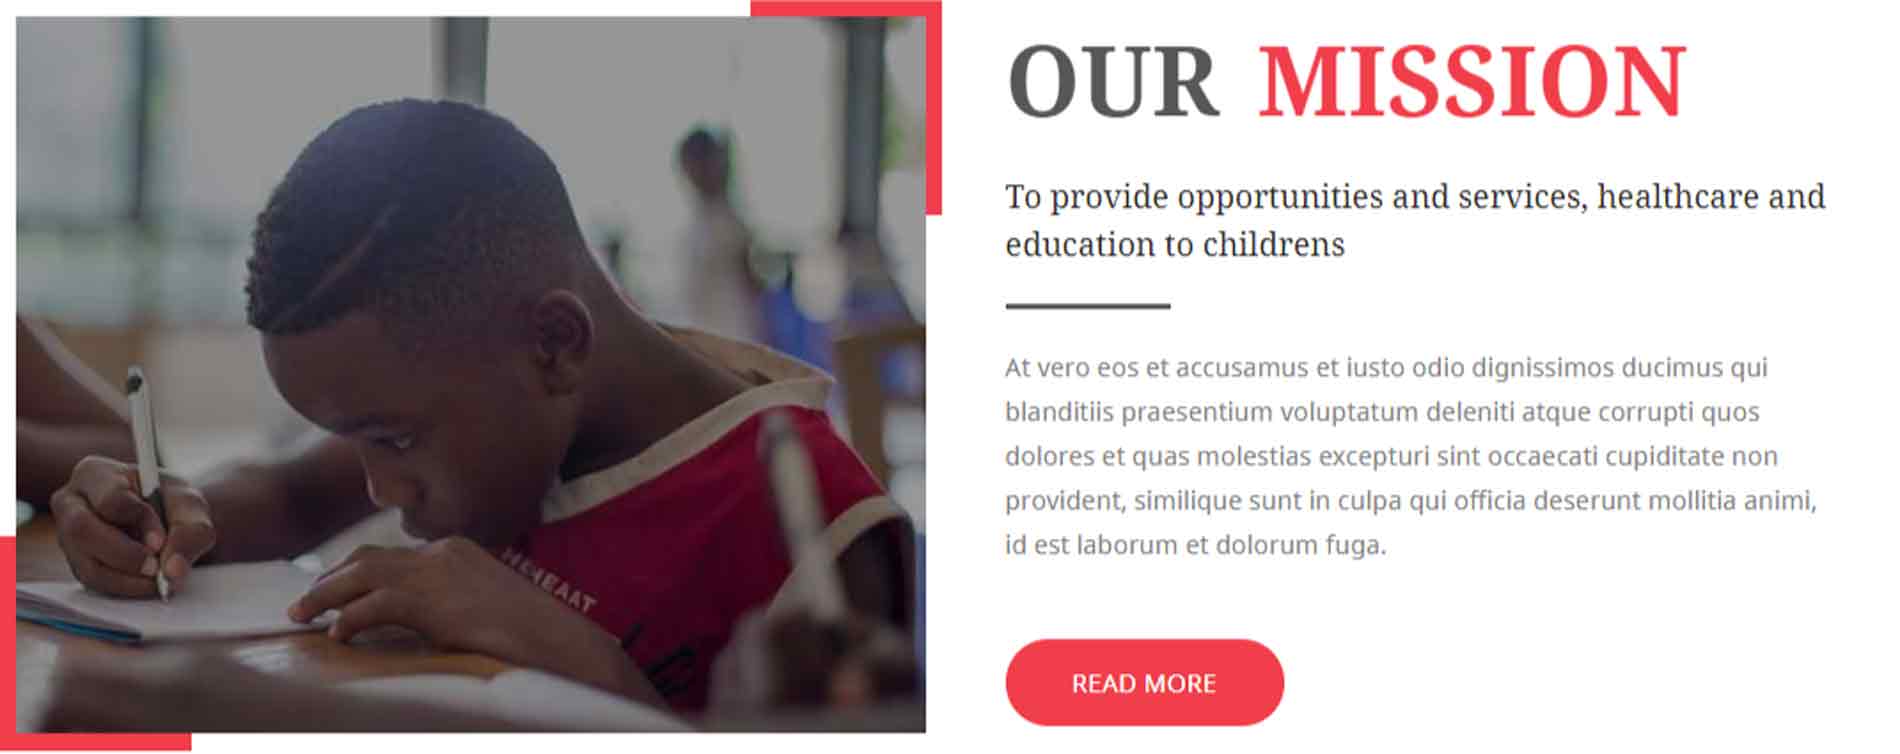 OUR MISSION
To provide opportunities and services, healthcare and
education to childrens
At vero eos et accusamus et iusto odio dignissimos ducimus qui
blanditiis praesentium voluptatum deleniti atque corrupti quos
dolores et quas molestias excepturi sint occaecati cupiditate non
provident, similique sunt in culpa qui officia deserunt mollitia animi,
id est laborum et dolorum fuga.
READ MORE